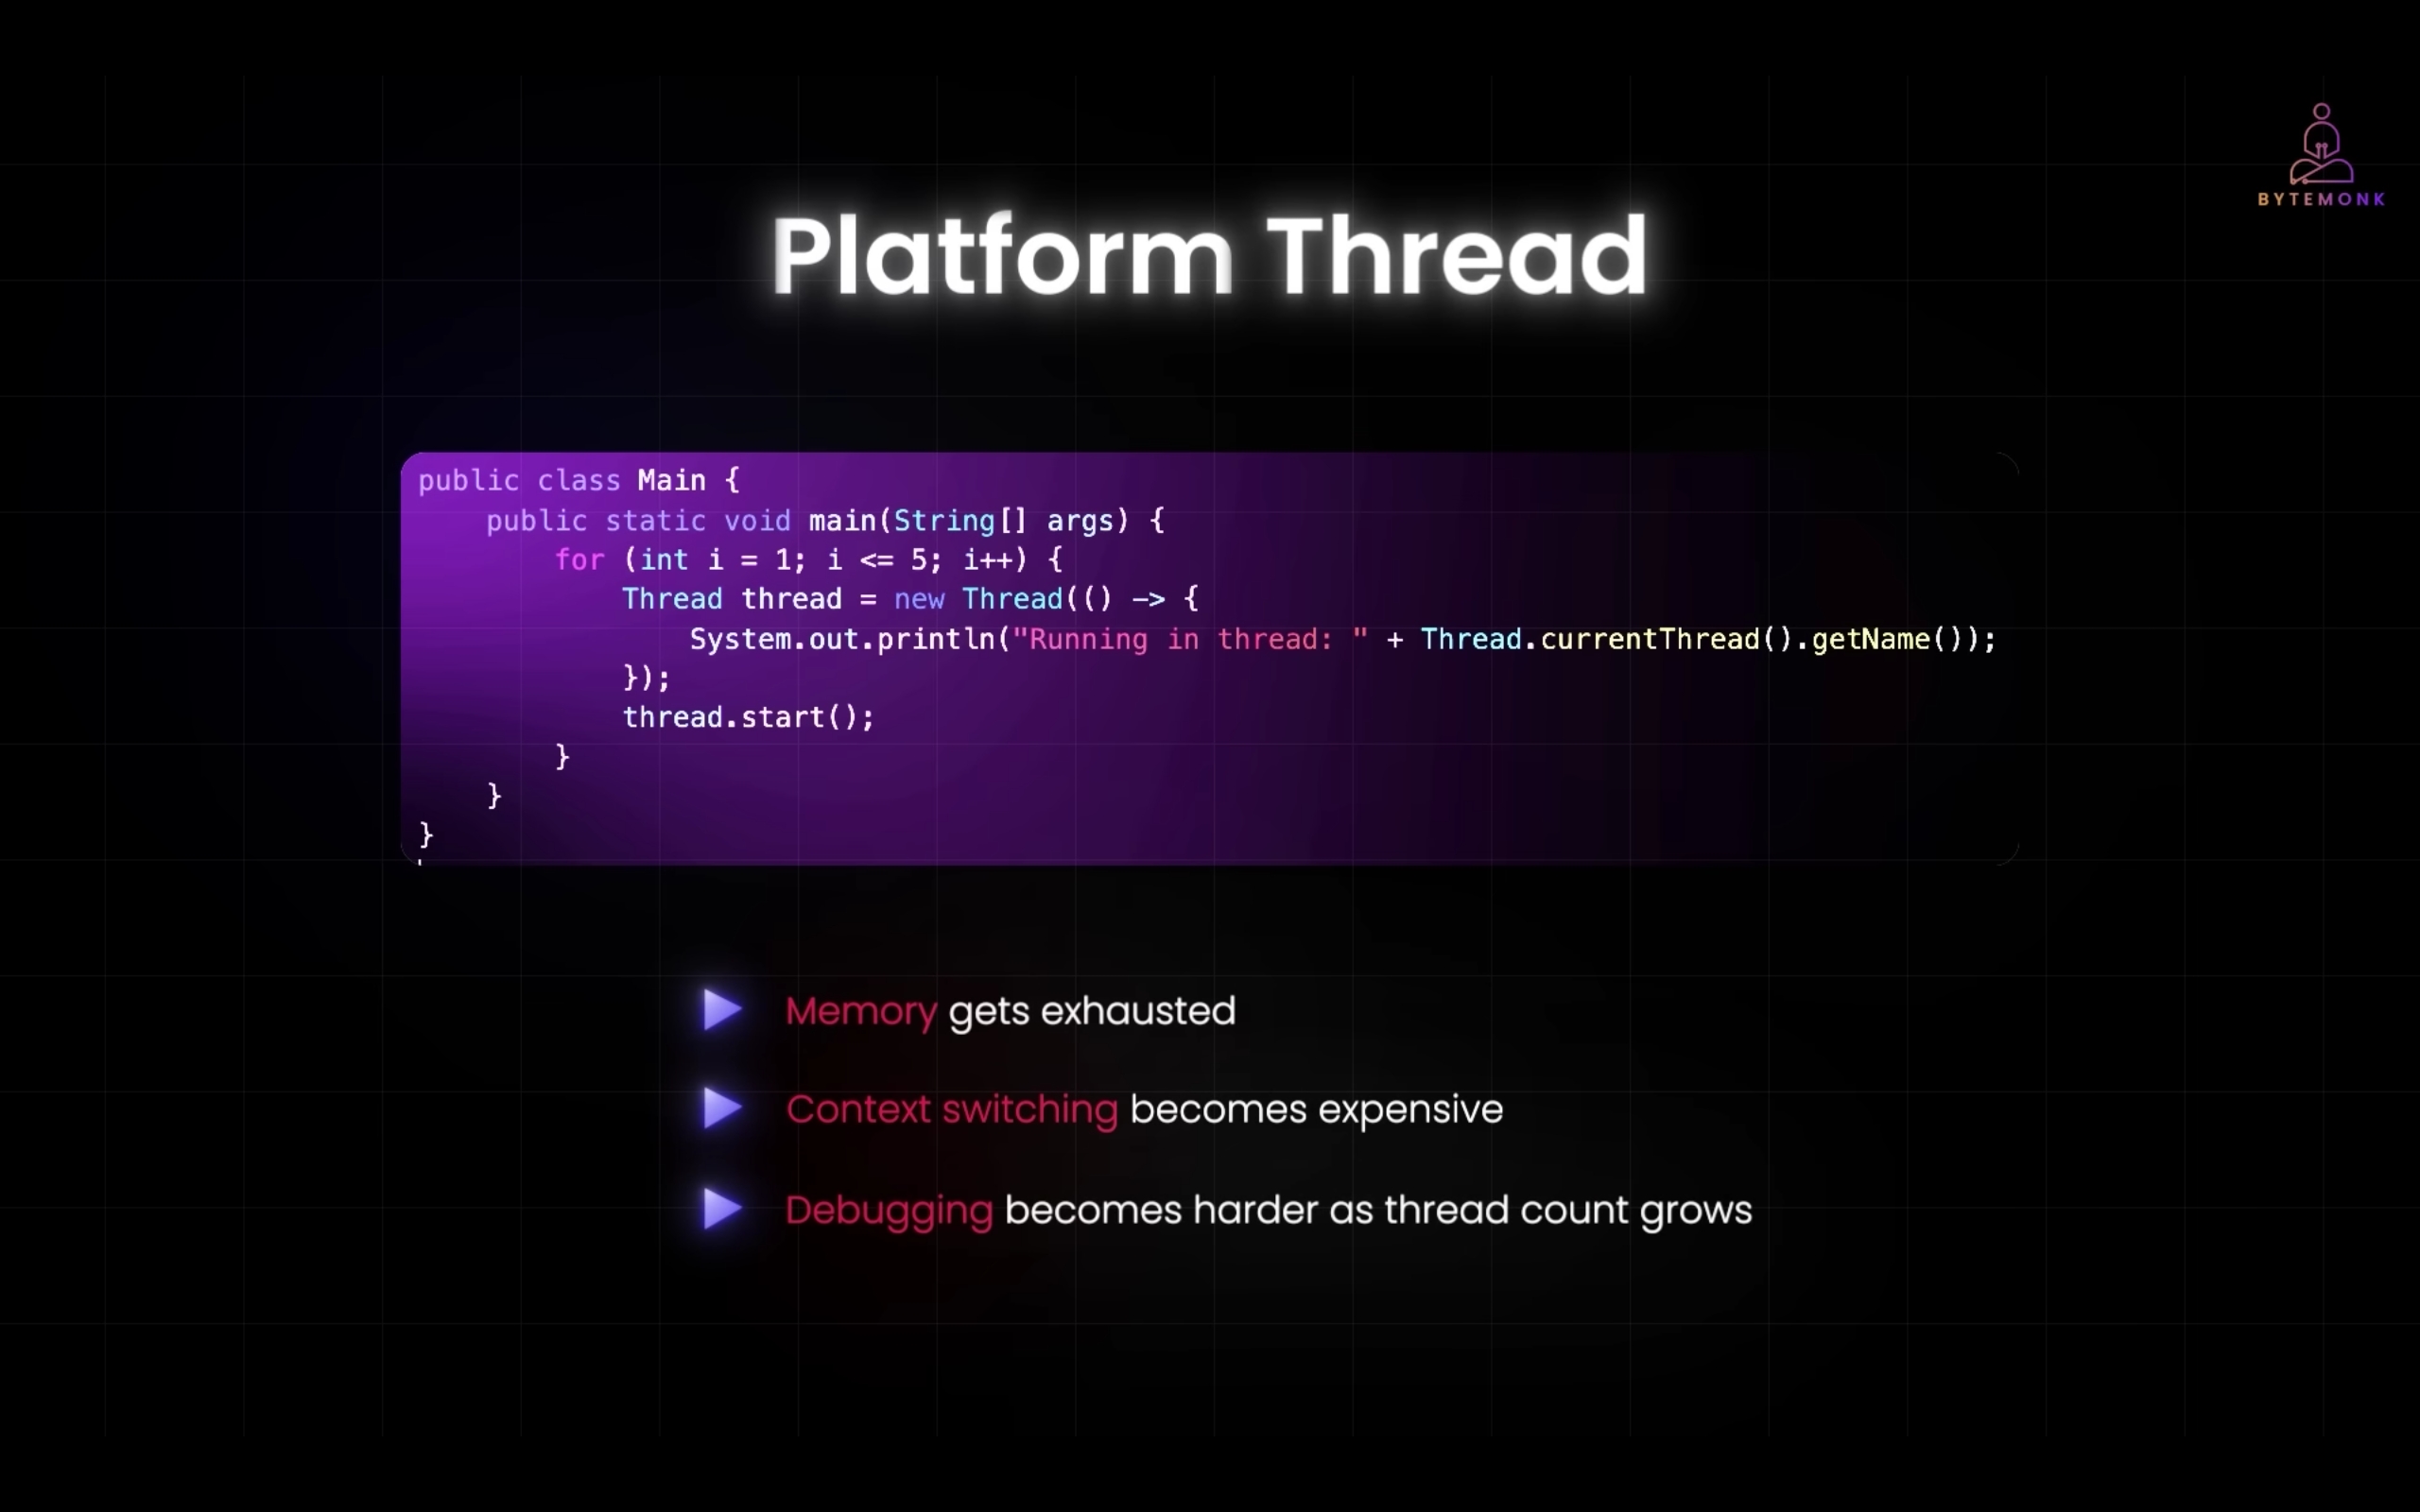 BYTEMONK
Platform Thread
public class Main {
    public static void main(String[] args) {
        for (int i = 1; i <= 5; i++) {
            Thread thread = new Thread(() -> {
                System.out.println("Running in thread: " + Thread.currentThread().getName());
            });
            thread.start();
        }
    }
}
Memory gets exhausted
Context switching becomes expensive
Debugging becomes harder as thread count grows